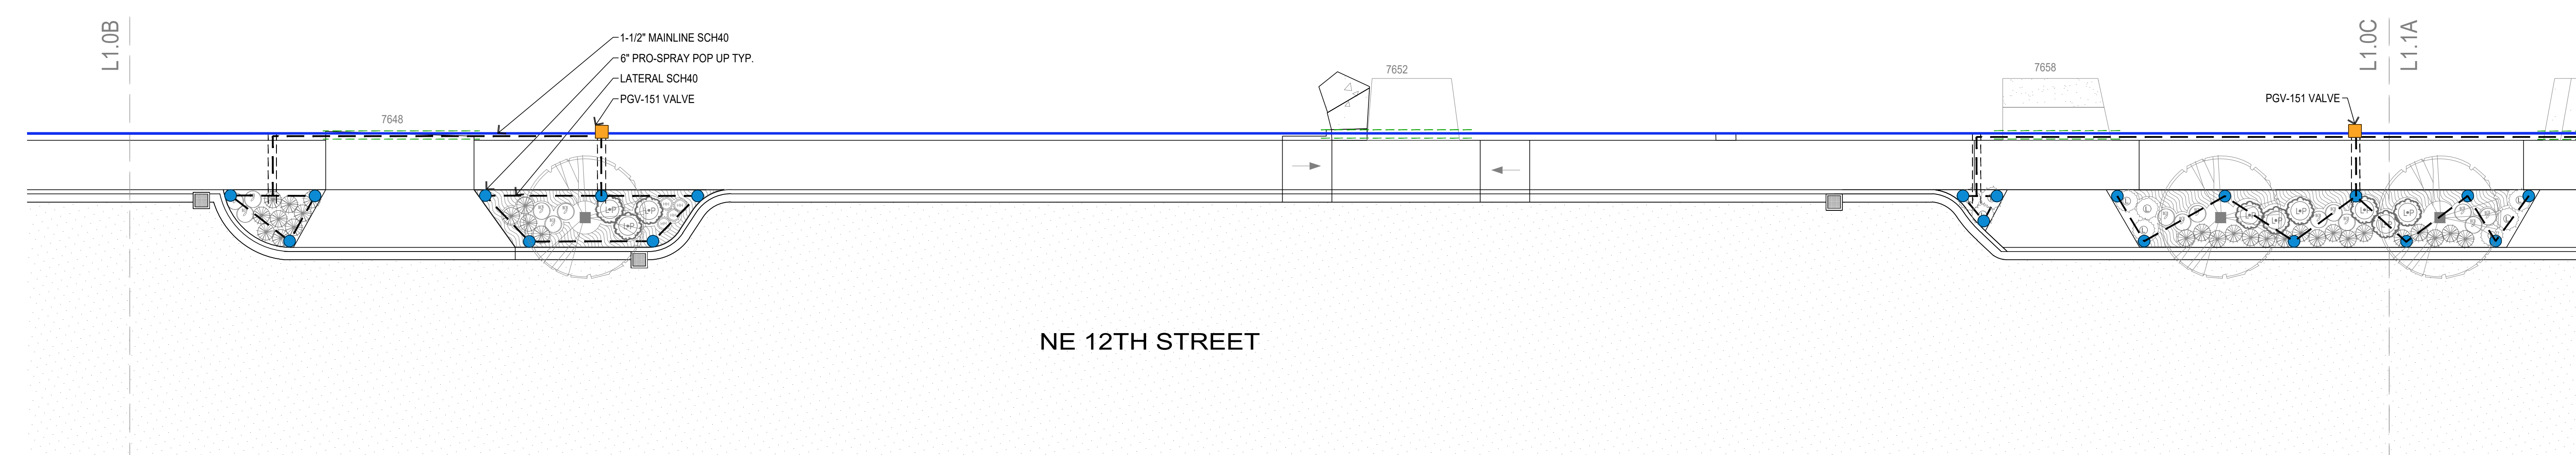 L1.0B
1-1/2" MAINLINE SCH40
6" PRO-SPRAY POP UP TYP.
LATERAL SCH40
PGV-151 VALVE
7648
7652
7658
PGV-151 VALVE
L1.0C
L1.1A
NE 12TH STREET